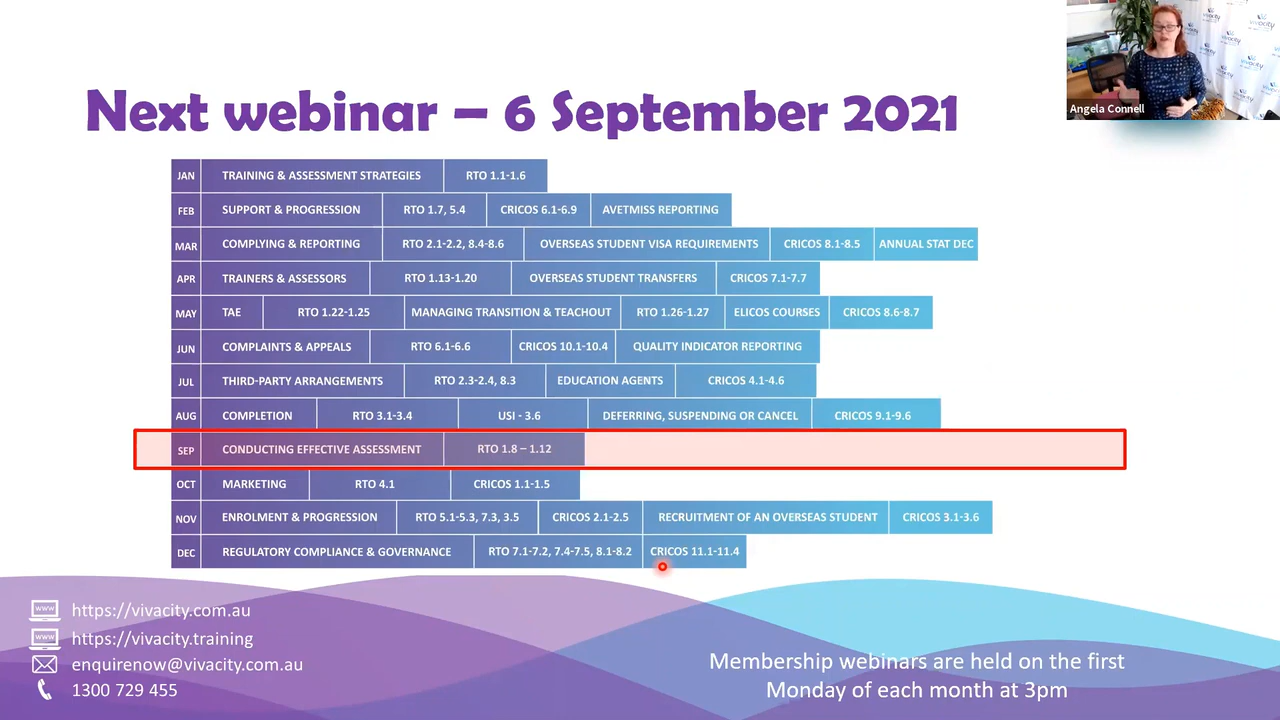 Angela Connell
Next webinar – 6 September 2021
JAN TRAINING & ASSESSMENT STRATEGIES RTO 1.1-1.6
FEB SUPPORT & PROGRESSION RTO 1.7, 5.4 CRICOS 6.1-6.9 AVETMISS REPORTING
MAR COMPLYING & REPORTING RTO 2.1-2.2, 8.4-8.6 OVERSEAS STUDENT VISA REQUIREMENTS CRICOS 8.1-8.5 ANNUAL STAT DEC
APR TRAINERS & ASSESSORS RTO 1.13-1.20 OVERSEAS STUDENT TRANSFERS CRICOS 7.1-7.7
MAY TAE RTO 1.22-1.25 MANAGING TRANSITION & TEACHOUT RTO 1.26-1.27 ELICOS COURSES CRICOS 8.6-8.7
JUN COMPLAINTS & APPEALS RTO 6.1-6.6 CRICOS 10.1-10.4 QUALITY INDICATOR REPORTING
JUL THIRD-PARTY ARRANGEMENTS RTO 2.3-2.4, 8.3 EDUCATION AGENTS CRICOS 4.1-4.6
AUG COMPLETION RTO 3.1-3.4 USI - 3.6 DEFERRING, SUSPENDING OR CANCEL CRICOS 9.1-9.6
SEP CONDUCTING EFFECTIVE ASSESSMENT RTO 1.8 – 1.12
OCT MARKETING RTO 4.1 CRICOS 1.1-1.5
NOV ENROLMENT & PROGRESSION RTO 5.1-5.3, 7.3, 3.5 CRICOS 2.1-2.5 RECRUITMENT OF AN OVERSEAS STUDENT CRICOS 3.1-3.6
DEC REGULATORY COMPLIANCE & GOVERNANCE RTO 7.1-7.2, 7.4-7.5, 8.1-8.2 CRICOS 11.1-11.4
www https://vivacity.com.au
www https://vivacity.training
enquirenow@vivacity.com.au
1300 729 455
Membership webinars are held on the first
Monday of each month at 3pm